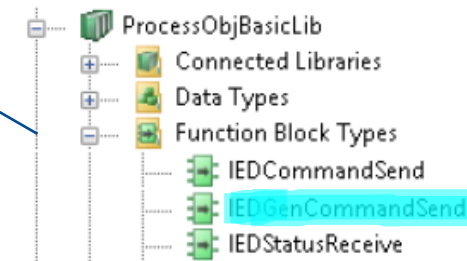 ProcessObjBasicLib
Connected Libraries
Data Types
Function Block Types
IEDCommandSend
IEDGenCommandSend
IEDStatusReceive